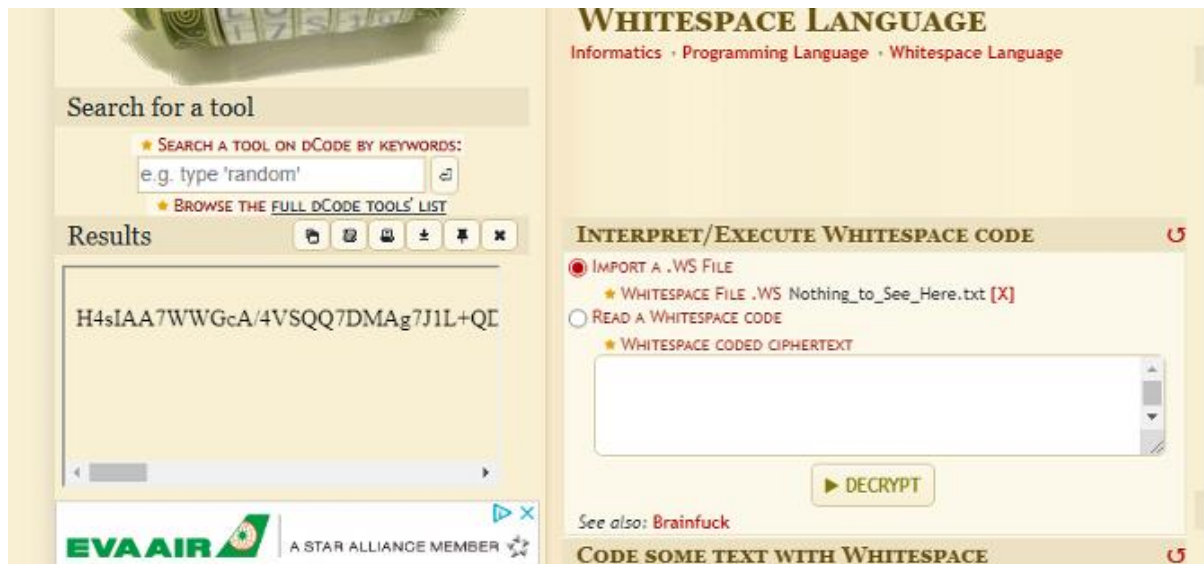 WHITESPACE LANGUAGE
Informatics • Programming Language • Whitespace Language
Search for a tool
★ SEARCH A TOOL ON DCODE BY KEYWORDS:
e.g. type 'random'
★ BROWSE THE FULL DCODE TOOLS' LIST
Results
H4sIAA7WWGcA/4VSQQ7DMAg7J1L+QD
EVA AIR
A STAR ALLIANCE MEMBER
INTERPRET/EXECUTE WHITESPACE CODE
IMPORT A .WS FILE
★ WHITESPACE FILE .WS Nothing_to_See_Here.txt [X]
READ A WHITESPACE CODE
★ WHITESPACE CODED CIPHERTEXT
▶ DECRYPT
See also: Brainfuck
CODE SOME TEXT WITH WHITESPACE